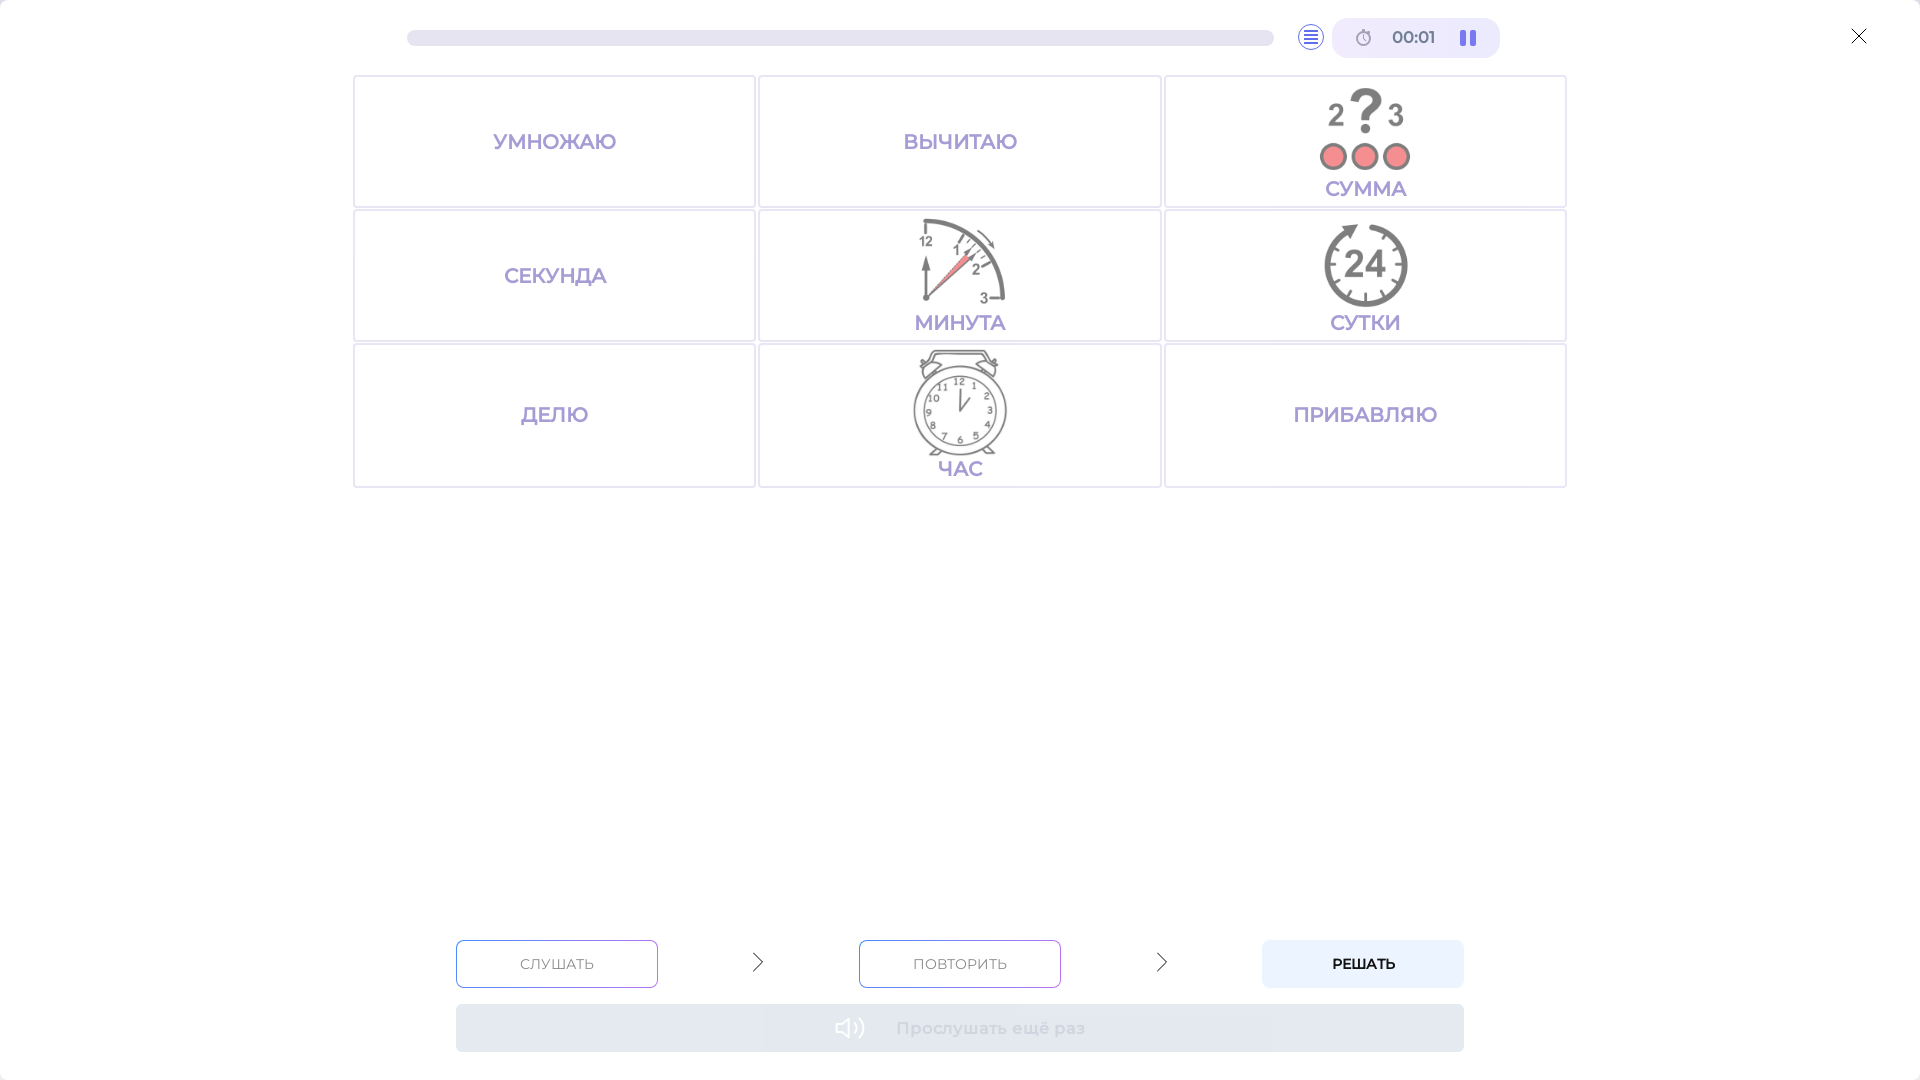 00:01
УМНОЖАЮ
ВЫЧИТАЮ
2 ? 3
СУММА
СЕКУНДА
12
1
2
3
МИНУТА
24
СУТКИ
ДЕЛЮ
12
11 1
10 2
9 3
8 4
7 6 5
ЧАС
ПРИБАВЛЯЮ
СЛУШАТЬ
ПОВТОРИТЬ
РЕШАТЬ
Прослушать ещё раз